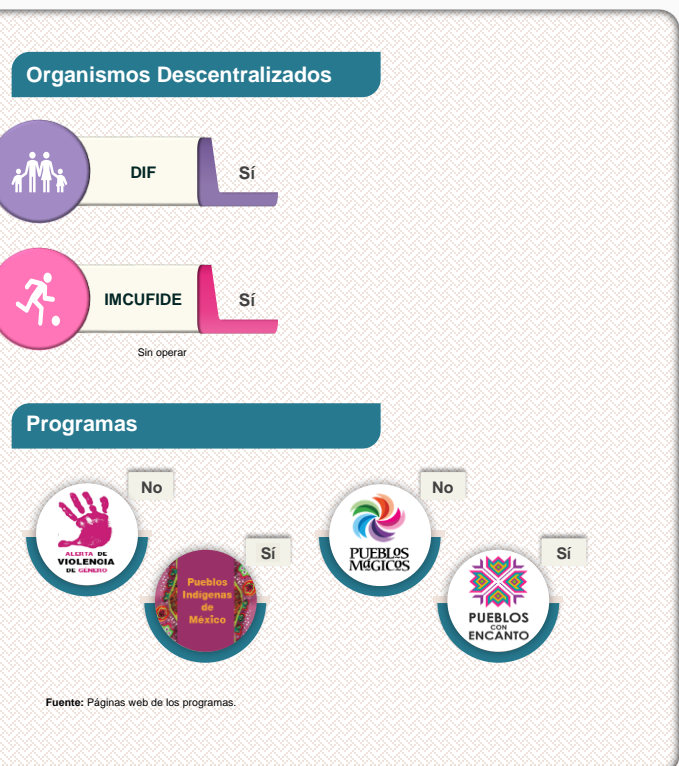 Organismos Descentralizados
DIF
Sí
IMCUFIDE
Sí
Sin operar
Programas
No
ALERTA DE
VIOLENCIA
DE GÉNERO
Sí
Pueblos
Indígenas
de
México
No
PUEBLOS
MáGICOS
Sí
PUEBLOS
CON
ENCANTO
Fuente: Páginas web de los programas.